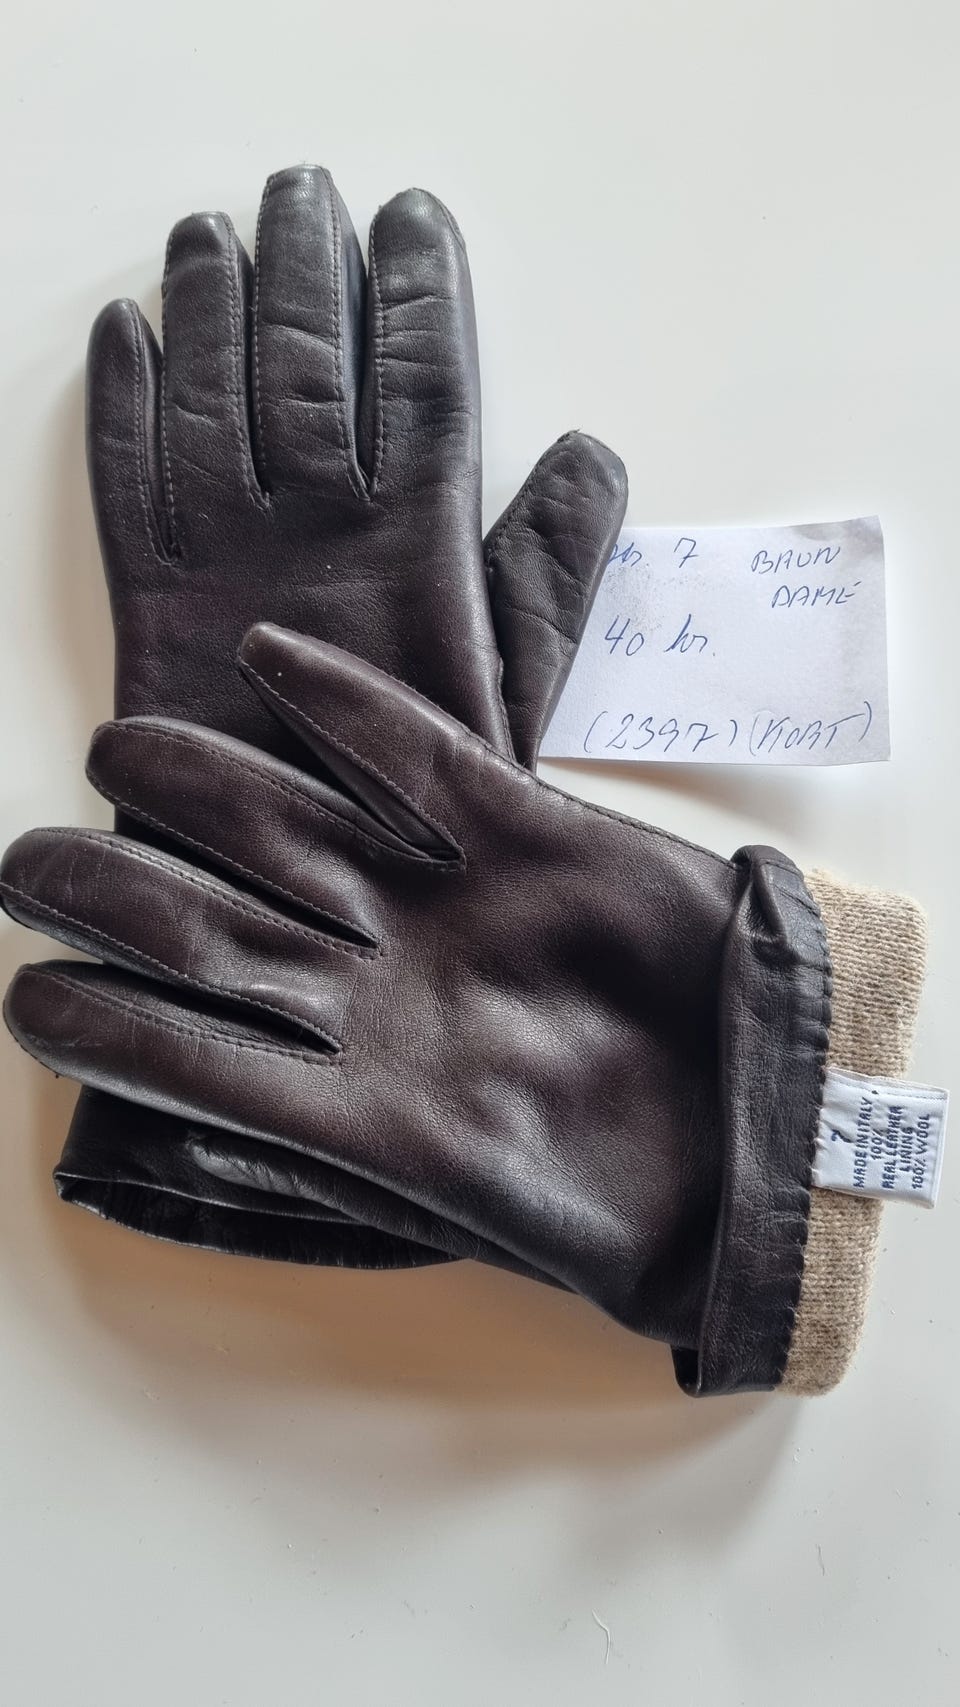 7 BRUN
DAME
40 kr.
(2397) (KORT)
7
MADE IN ITALY
100%
REAL LEATHER
LINING
100% WOOL